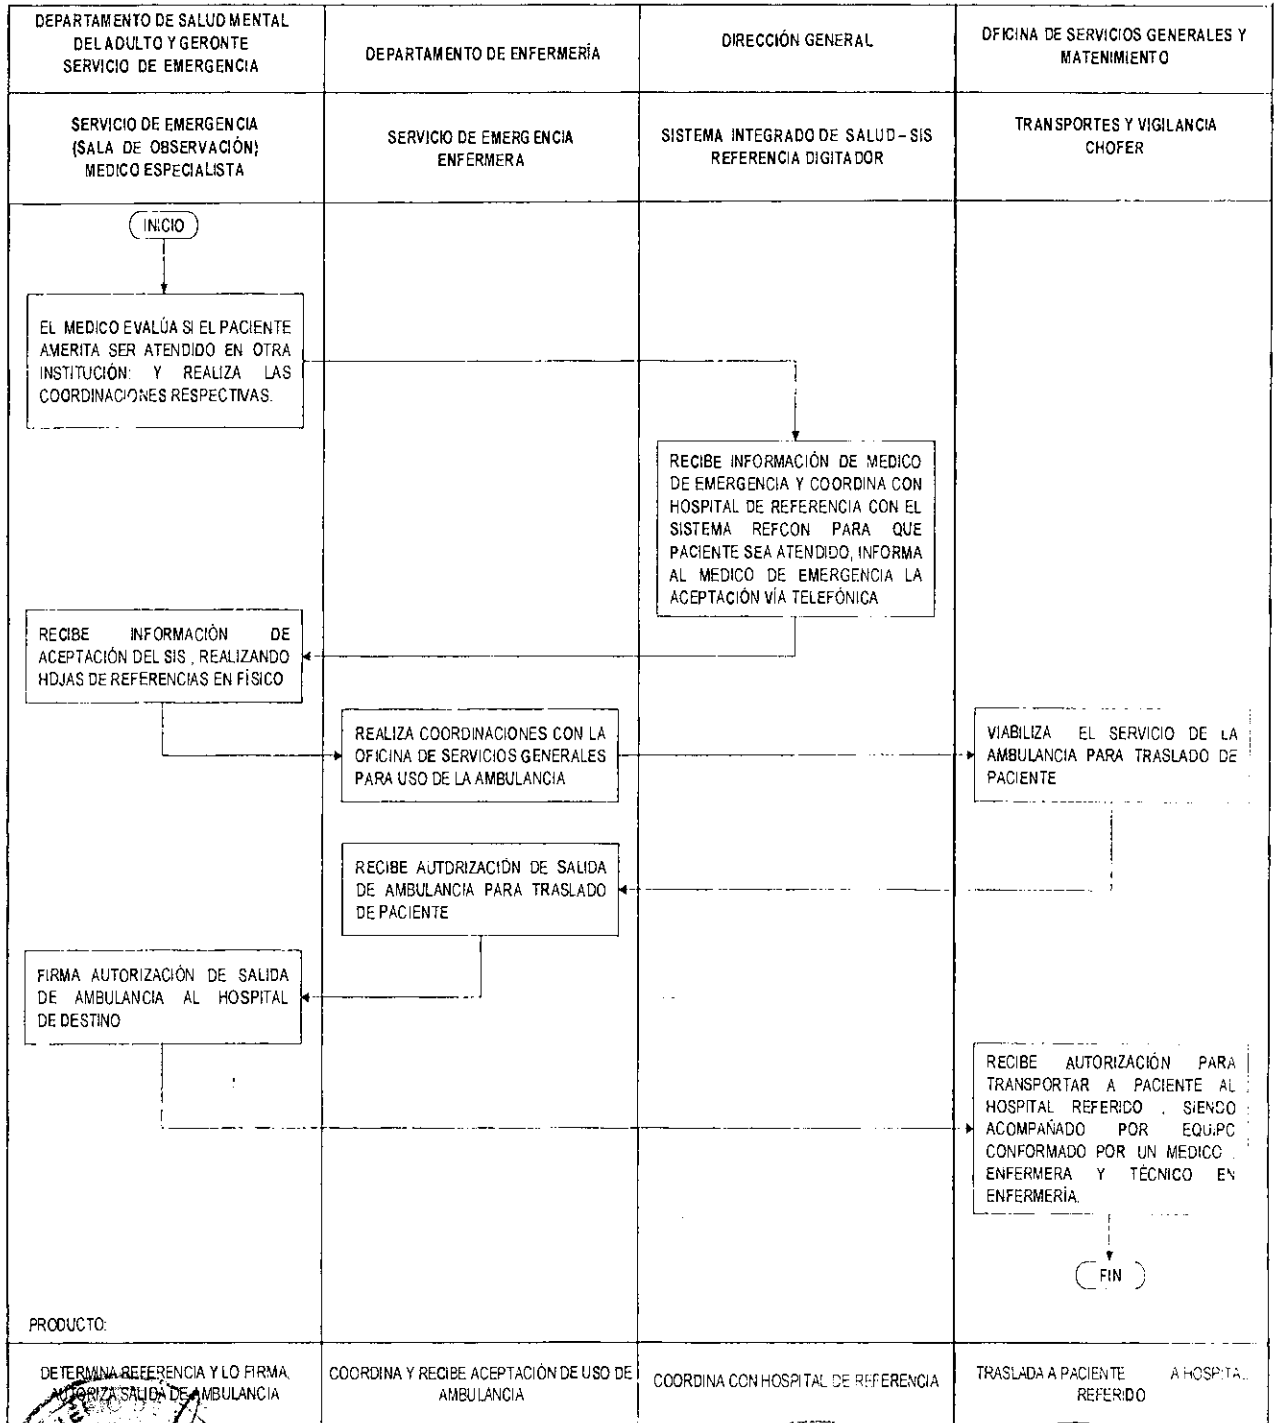 DEPARTAMENTO DE SALUD MENTAL
DEL ADULTO Y GERONTE
SERVICIO DE EMERGENCIA
DEPARTAMENTO DE ENFERMERÍA
DIRECCIÓN GENERAL
OFICINA DE SERVICIOS GENERALES Y
MATENIMIENTO
SERVICIO DE EMERGENCIA
(SALA DE OBSERVACIÓN)
MEDICO ESPECIALISTA
SERVICIO DE EMERGENCIA
ENFERMERA
SISTEMA INTEGRADO DE SALUD – SIS
REFERENCIA DIGITADOR
TRANSPORTES Y VIGILANCIA
CHOFER
INICIO
EL MEDICO EVALÚA SI EL PACIENTE
AMERITA SER ATENDIDO EN OTRA
INSTITUCIÓN: Y REALIZA LAS
COORDINACIONES RESPECTIVAS.
RECIBE INFORMACIÓN DE MEDICO
DE EMERGENCIA Y COORDINA CON
HOSPITAL DE REFERENCIA CON EL
SISTEMA REFCON PARA QUE
PACIENTE SEA ATENDIDO, INFORMA
AL MEDICO DE EMERGENCIA LA
ACEPTACIÓN VÍA TELEFÓNICA
RECIBE INFORMACIÓN DE
ACEPTACIÓN DEL SIS , REALIZANDO
HOJAS DE REFERENCIAS EN FÍSICO
REALIZA COORDINACIONES CON LA
OFICINA DE SERVICIOS GENERALES
PARA USO DE LA AMBULANCIA
VIABILIZA EL SERVICIO DE LA
AMBULANCIA PARA TRASLADO DE
PACIENTE
RECIBE AUTORIZACIÓN DE SALIDA
DE AMBULANCIA PARA TRASLADO
DE PACIENTE
FIRMA AUTORIZACIÓN DE SALIDA
DE AMBULANCIA AL HOSPITAL
DE DESTINO
RECIBE AUTORIZACIÓN PARA
TRANSPORTAR A PACIENTE AL
HOSPITAL REFERIDO , SIENDO
ACOMPAÑADO POR EQUIPO
CONFORMADO POR UN MEDICO ,
ENFERMERA Y TÉCNICO EN
ENFERMERÍA.
FIN
PRODUCTO:
DETERMINA REFERENCIA Y LO FIRMA,
AUTORIZA SALIDA DE AMBULANCIA
COORDINA Y RECIBE ACEPTACIÓN DE USO DE
AMBULANCIA
COORDINA CON HOSPITAL DE REFERENCIA
TRASLADA A PACIENTE A HOSPITAL
REFERIDO